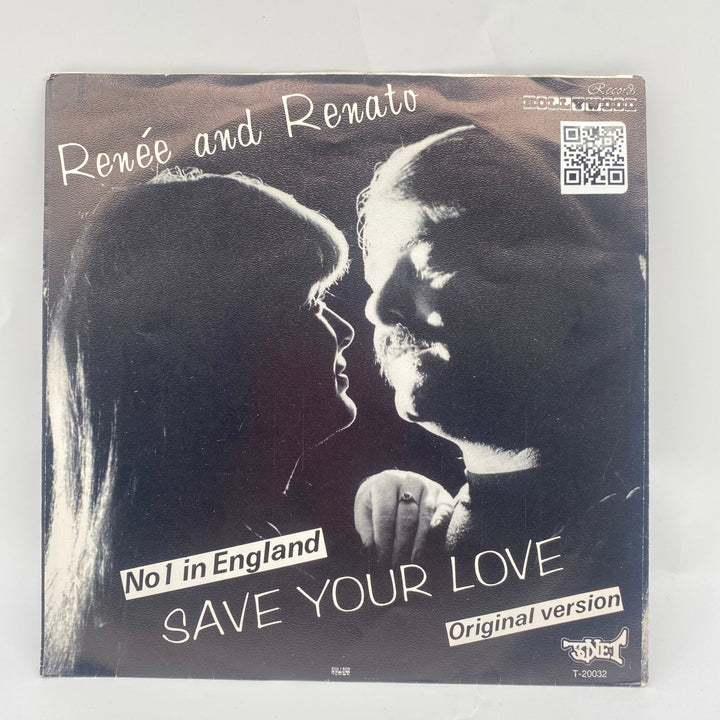 Records
HOLLYWOOD
Renée and Renato
No1 in England
SAVE YOUR LOVE
Original version
T-20032